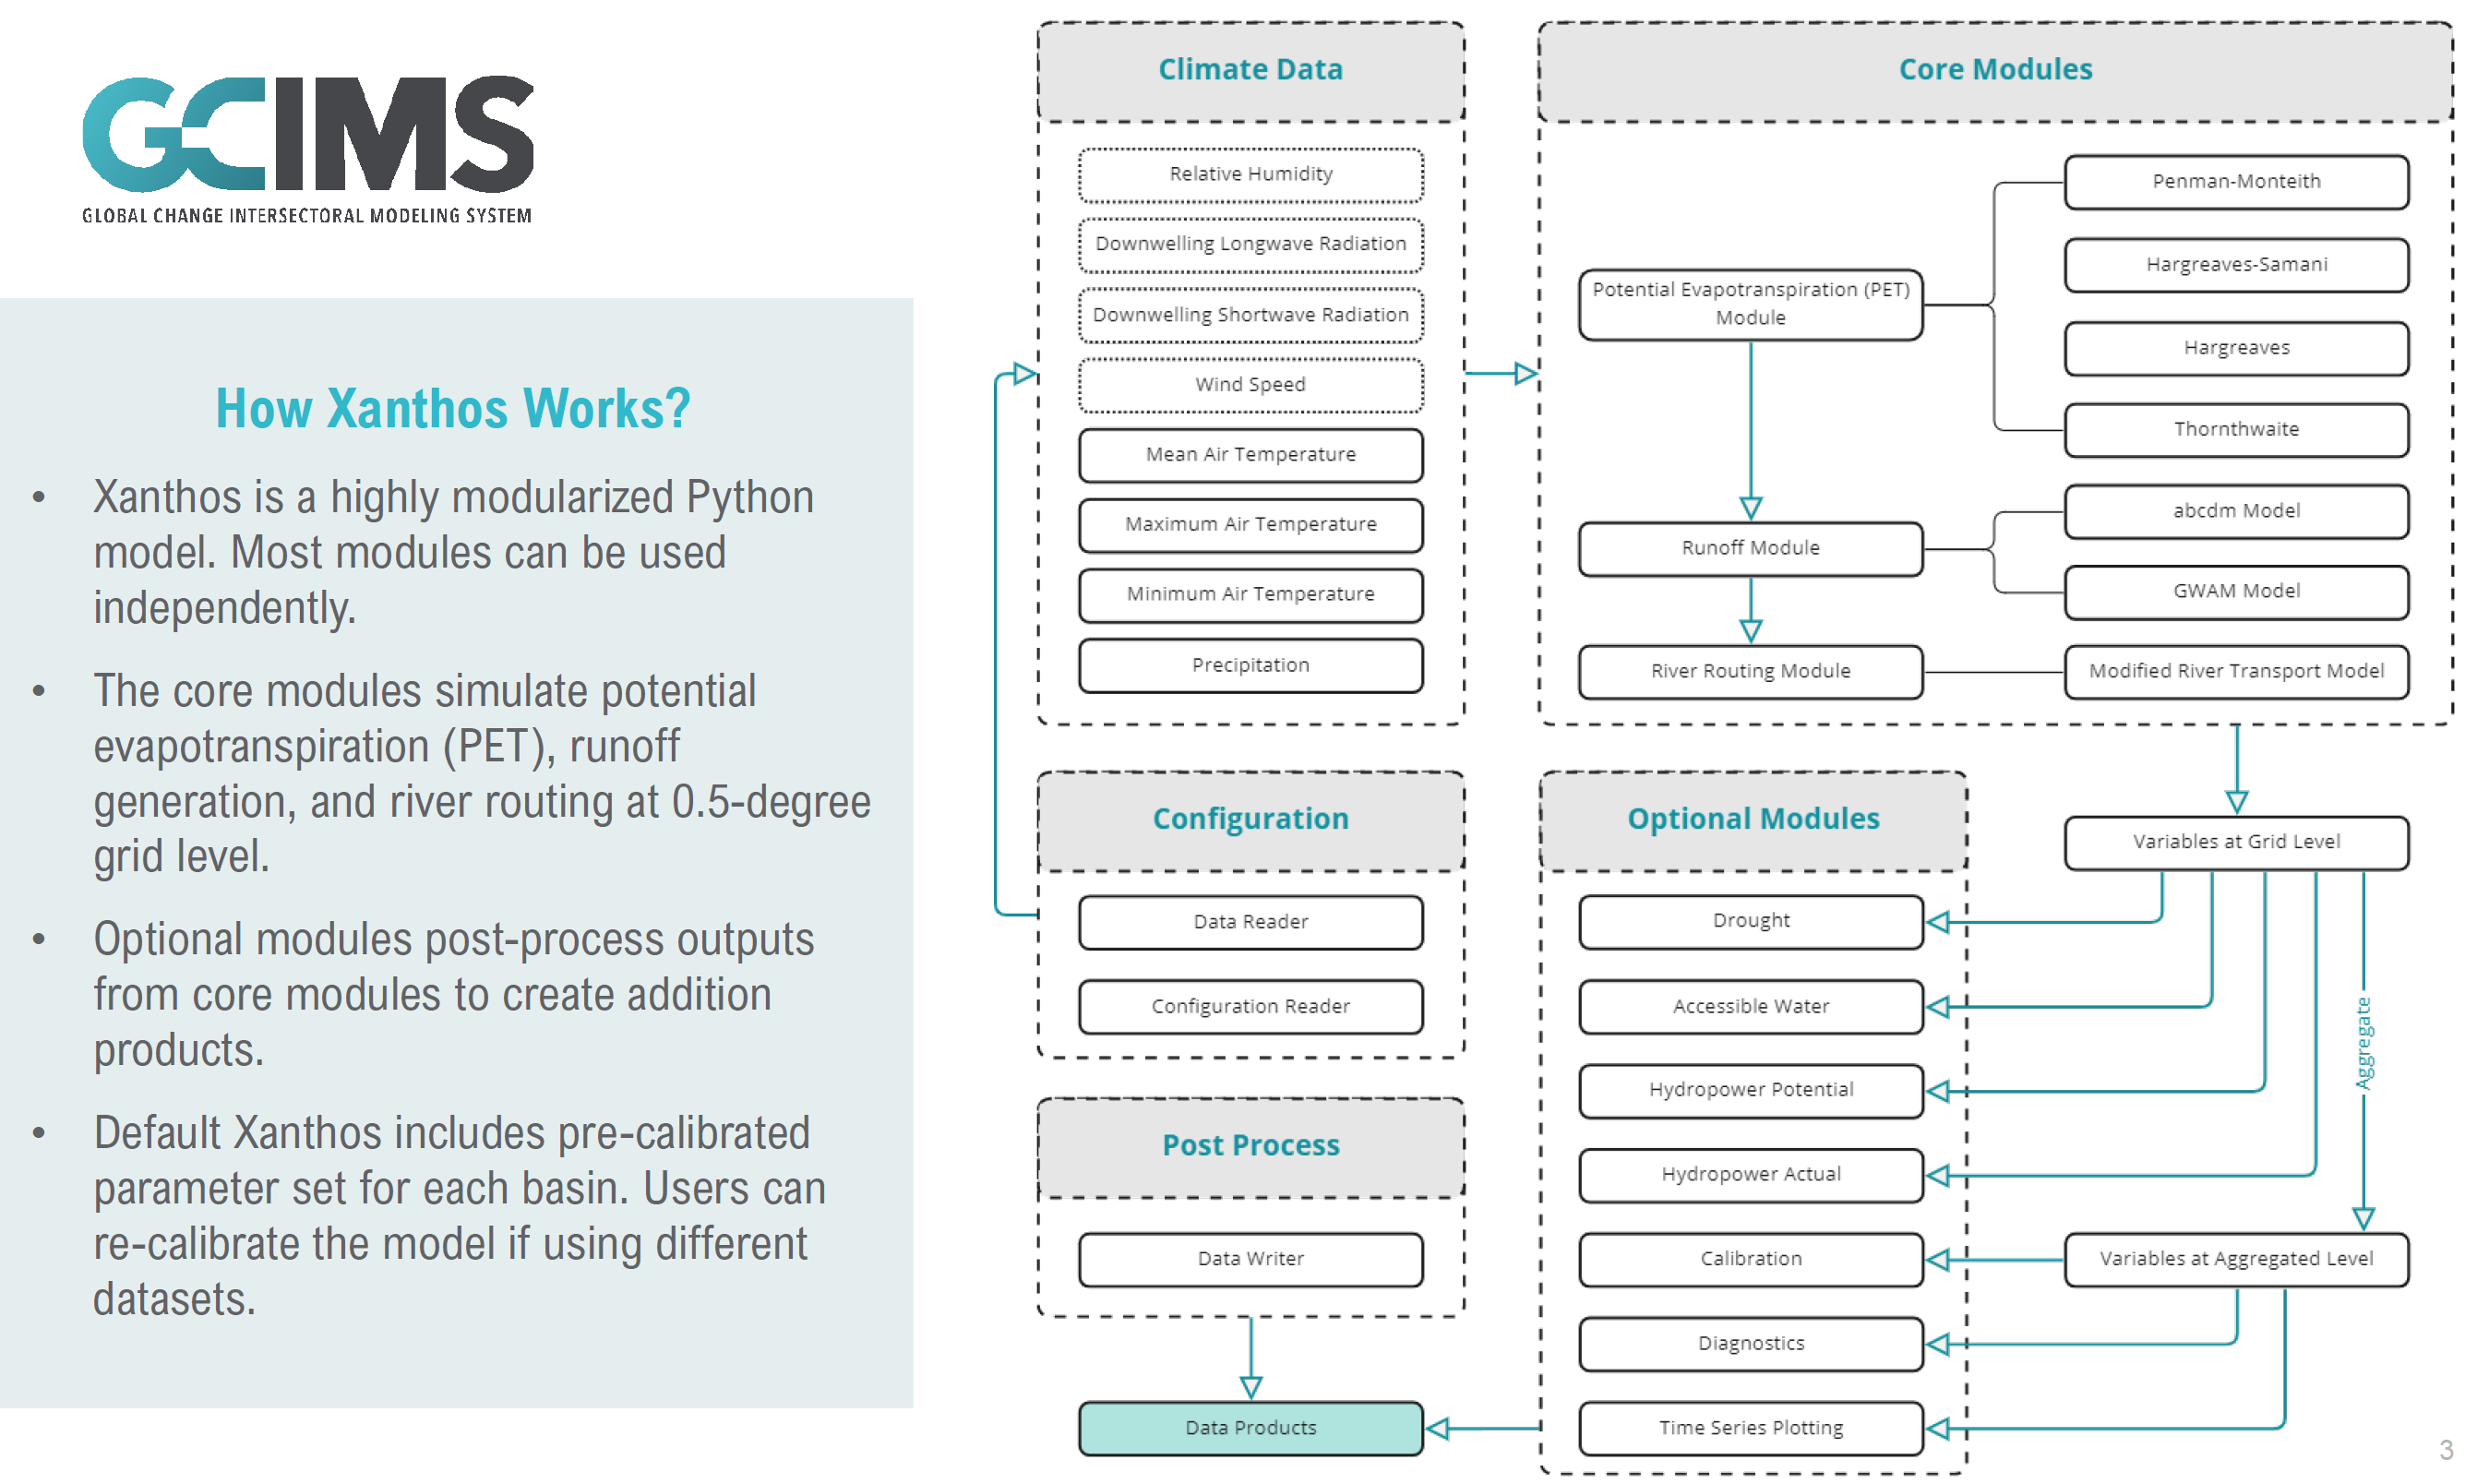 GCIMS
GLOBAL CHANGE INTERSECTORAL MODELING SYSTEM
How Xanthos Works?
• Xanthos is a highly modularized Python
model. Most modules can be used
independently.
• The core modules simulate potential
evapotranspiration (PET), runoff
generation, and river routing at 0.5-degree
grid level.
• Optional modules post-process outputs
from core modules to create addition
products.
• Default Xanthos includes pre-calibrated
parameter set for each basin. Users can
re-calibrate the model if using different
datasets.
Climate Data
Relative Humidity
Downwelling Longwave Radiation
Downwelling Shortwave Radiation
Wind Speed
Mean Air Temperature
Maximum Air Temperature
Minimum Air Temperature
Precipitation
Core Modules
Potential Evapotranspiration (PET)
Module
Runoff Module
River Routing Module
Penman-Monteith
Hargreaves-Samani
Hargreaves
Thornthwaite
abcdm Model
GWAM Model
Modified River Transport Model
Configuration
Data Reader
Configuration Reader
Post Process
Data Writer
Data Products
Optional Modules
Drought
Accessible Water
Hydropower Potential
Hydropower Actual
Calibration
Diagnostics
Time Series Plotting
Variables at Grid Level
Aggregate
Variables at Aggregated Level
3